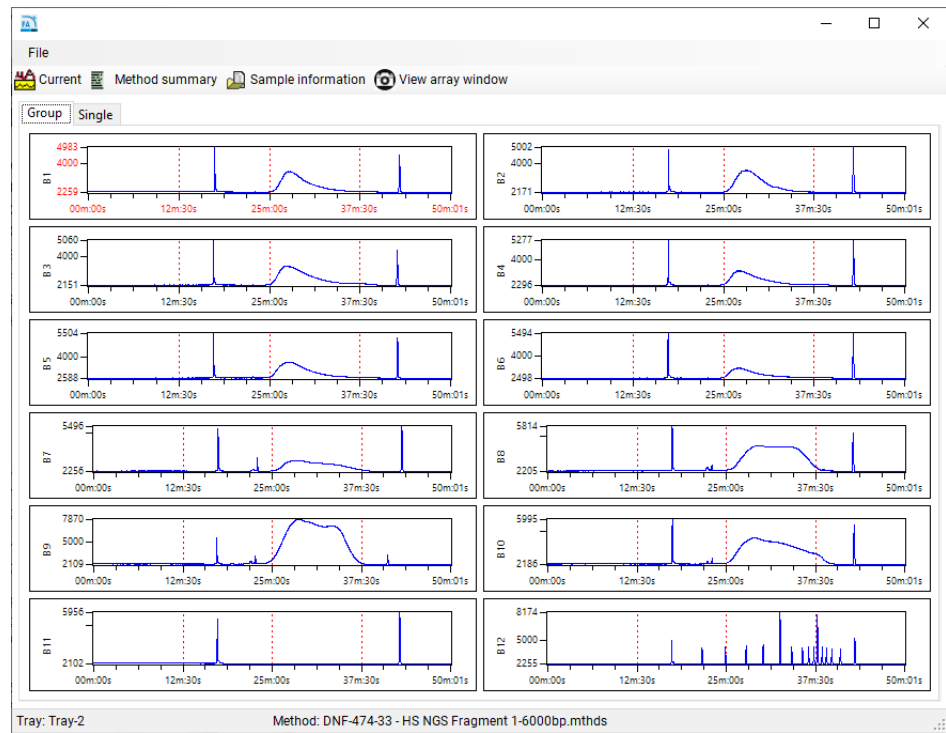 FA
File
Current Method summary Sample information View array window
Group Single
B1 4983 4000 2259
00m:00s 12m:30s 25m:00s 37m:30s 50m:01s
B2 5002 4000 2171
00m:00s 12m:30s 25m:00s 37m:30s 50m:01s
B3 5060 4000 2151
00m:00s 12m:30s 25m:00s 37m:30s 50m:01s
B4 5277 4000 2296
00m:00s 12m:30s 25m:00s 37m:30s 50m:01s
B5 5504 4000 2588
00m:00s 12m:30s 25m:00s 37m:30s 50m:01s
B6 5494 4000 2498
00m:00s 12m:30s 25m:00s 37m:30s 50m:01s
B7 5496 2256
00m:00s 12m:30s 25m:00s 37m:30s 50m:01s
B8 5814 2205
00m:00s 12m:30s 25m:00s 37m:30s 50m:01s
B9 7870 5000 2109
00m:00s 12m:30s 25m:00s 37m:30s 50m:01s
B10 5995 2186
00m:00s 12m:30s 25m:00s 37m:30s 50m:01s
B11 5956 2102
00m:00s 12m:30s 25m:00s 37m:30s 50m:01s
B12 8174 5000 2255
00m:00s 12m:30s 25m:00s 37m:30s 50m:01s
Tray: Tray-2 Method: DNF-474-33 - HS NGS Fragment 1-6000bp.mthds